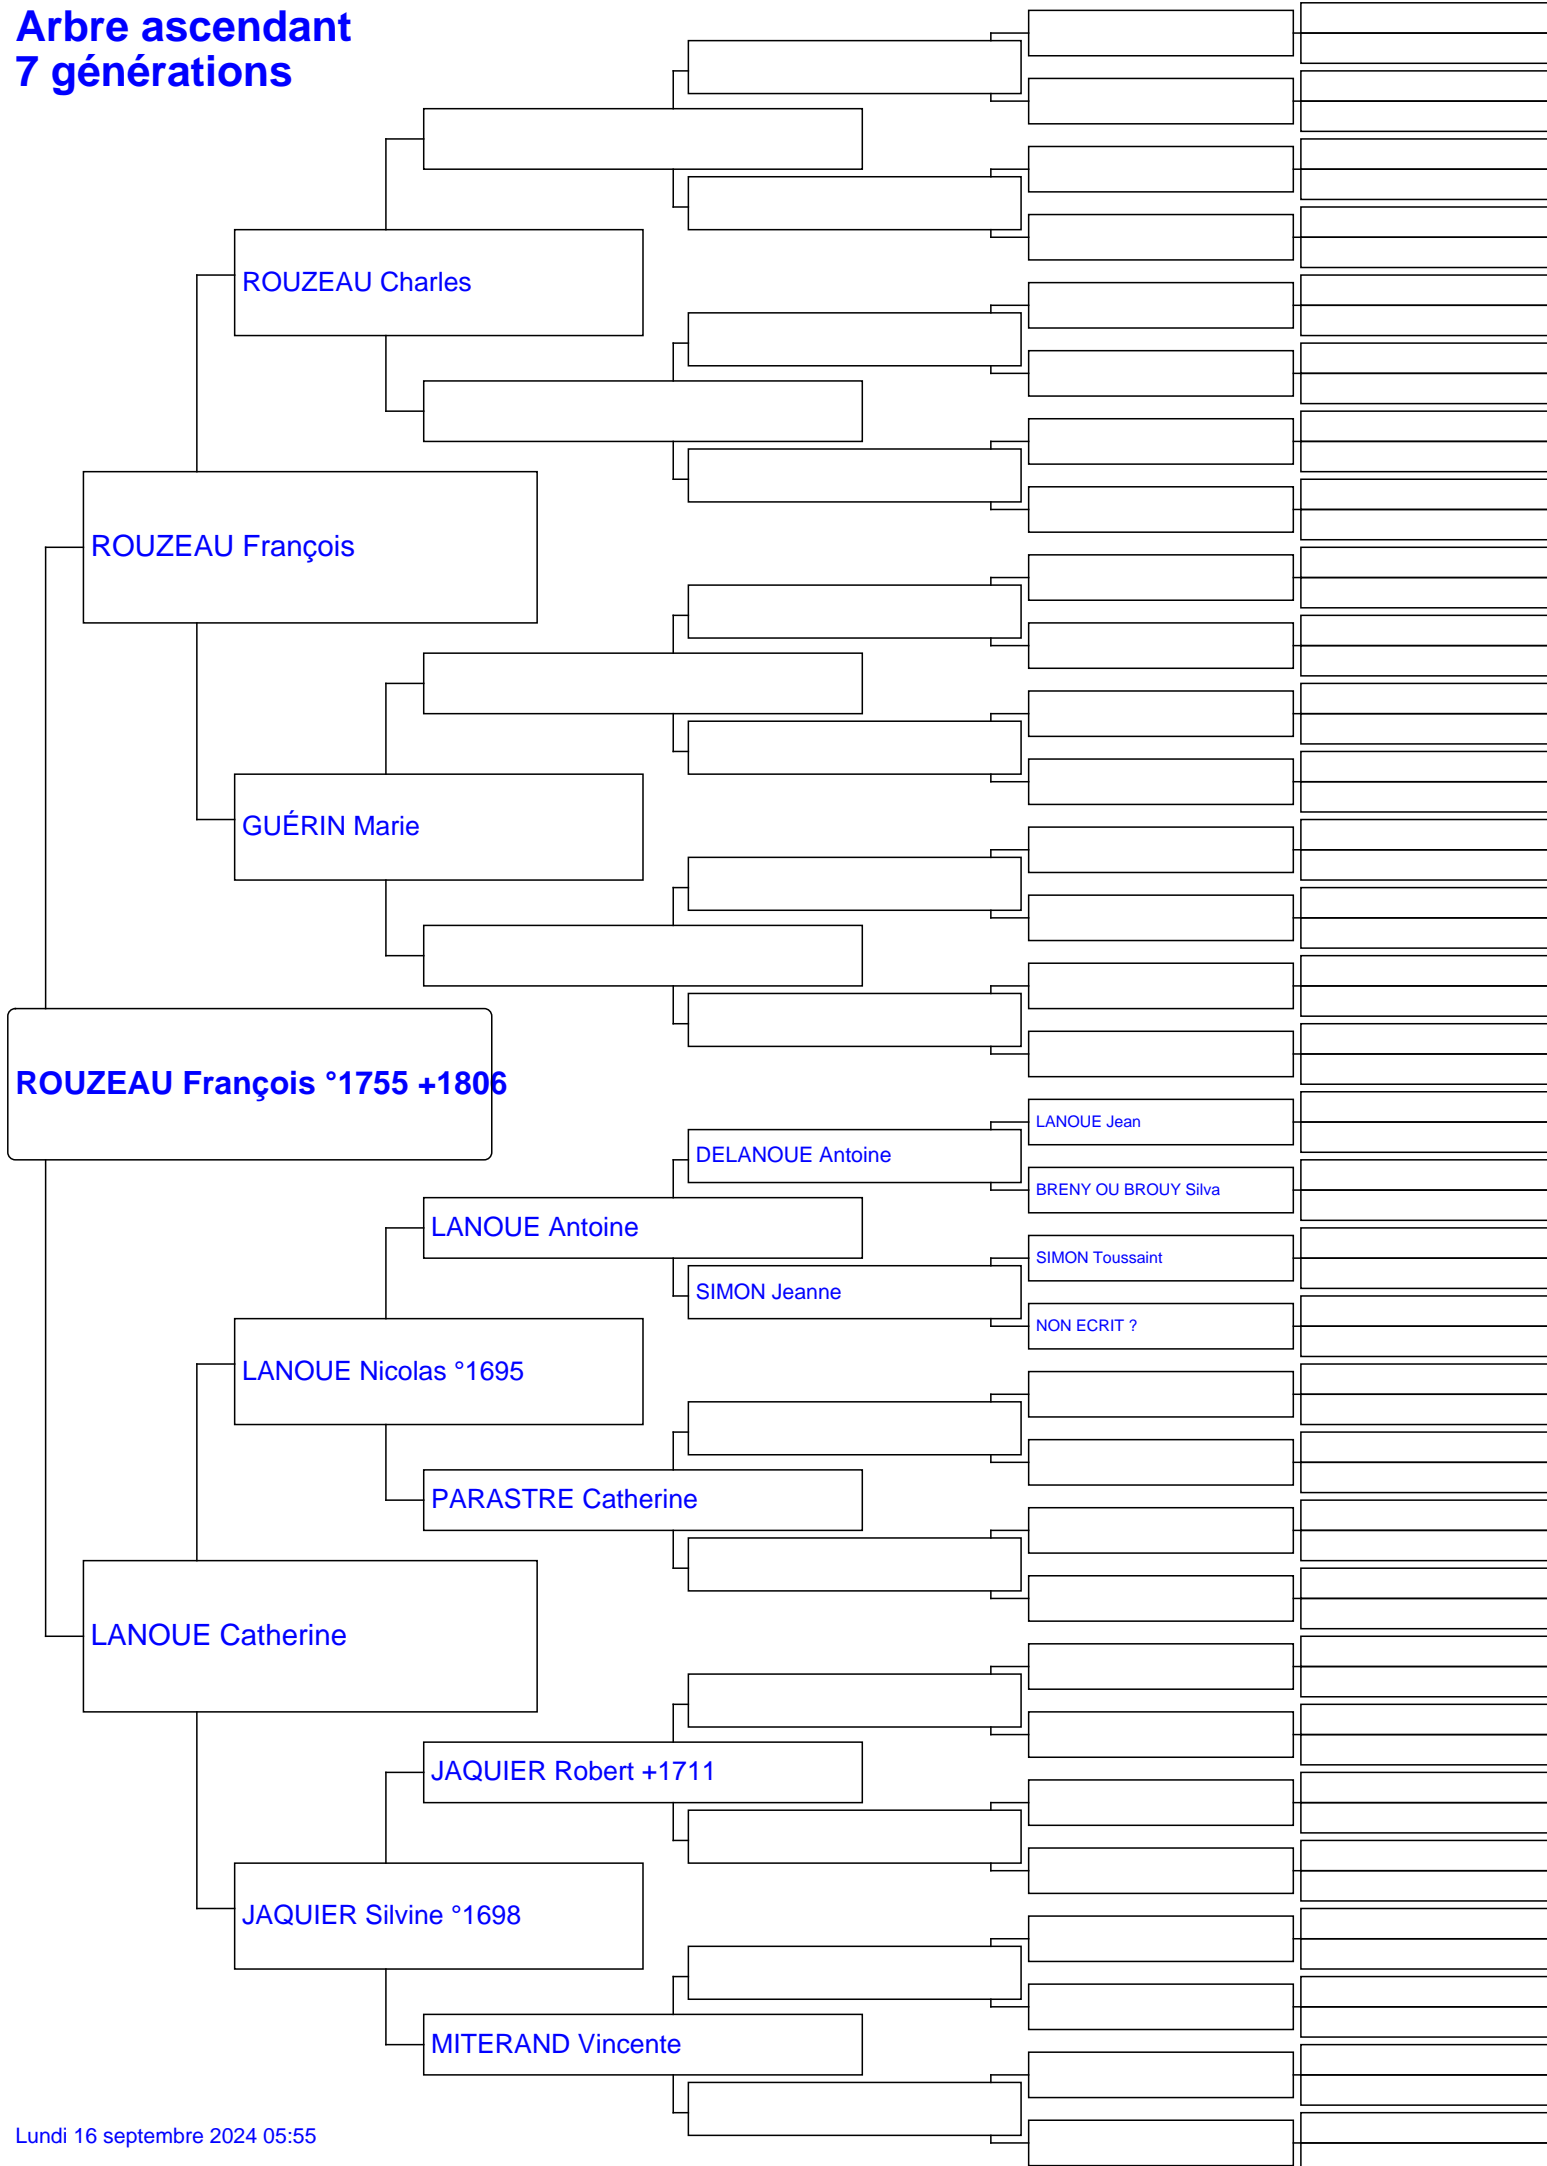 Arbre ascendant
7 générations
ROUZEAU Charles
ROUZEAU François
GUÉRIN Marie
ROUZEAU François °1755 +1806
LANOUE Jean
DELANOUE Antoine
BRENY OU BROUY Silva
LANOUE Antoine
SIMON Toussaint
SIMON Jeanne
NON ECRIT ?
LANOUE Nicolas °1695
PARASTRE Catherine
LANOUE Catherine
JAQUIER Robert +1711
JAQUIER Silvine °1698
MITERAND Vincente
Lundi 16 septembre 2024 05:55